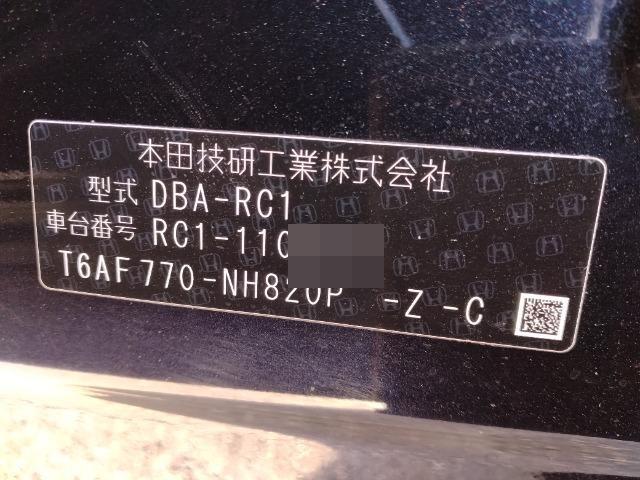 本田技研工業株式会社
型式 DBA-RC1
車台番号 RC1-110
T6AF770-NH820P -Z -C